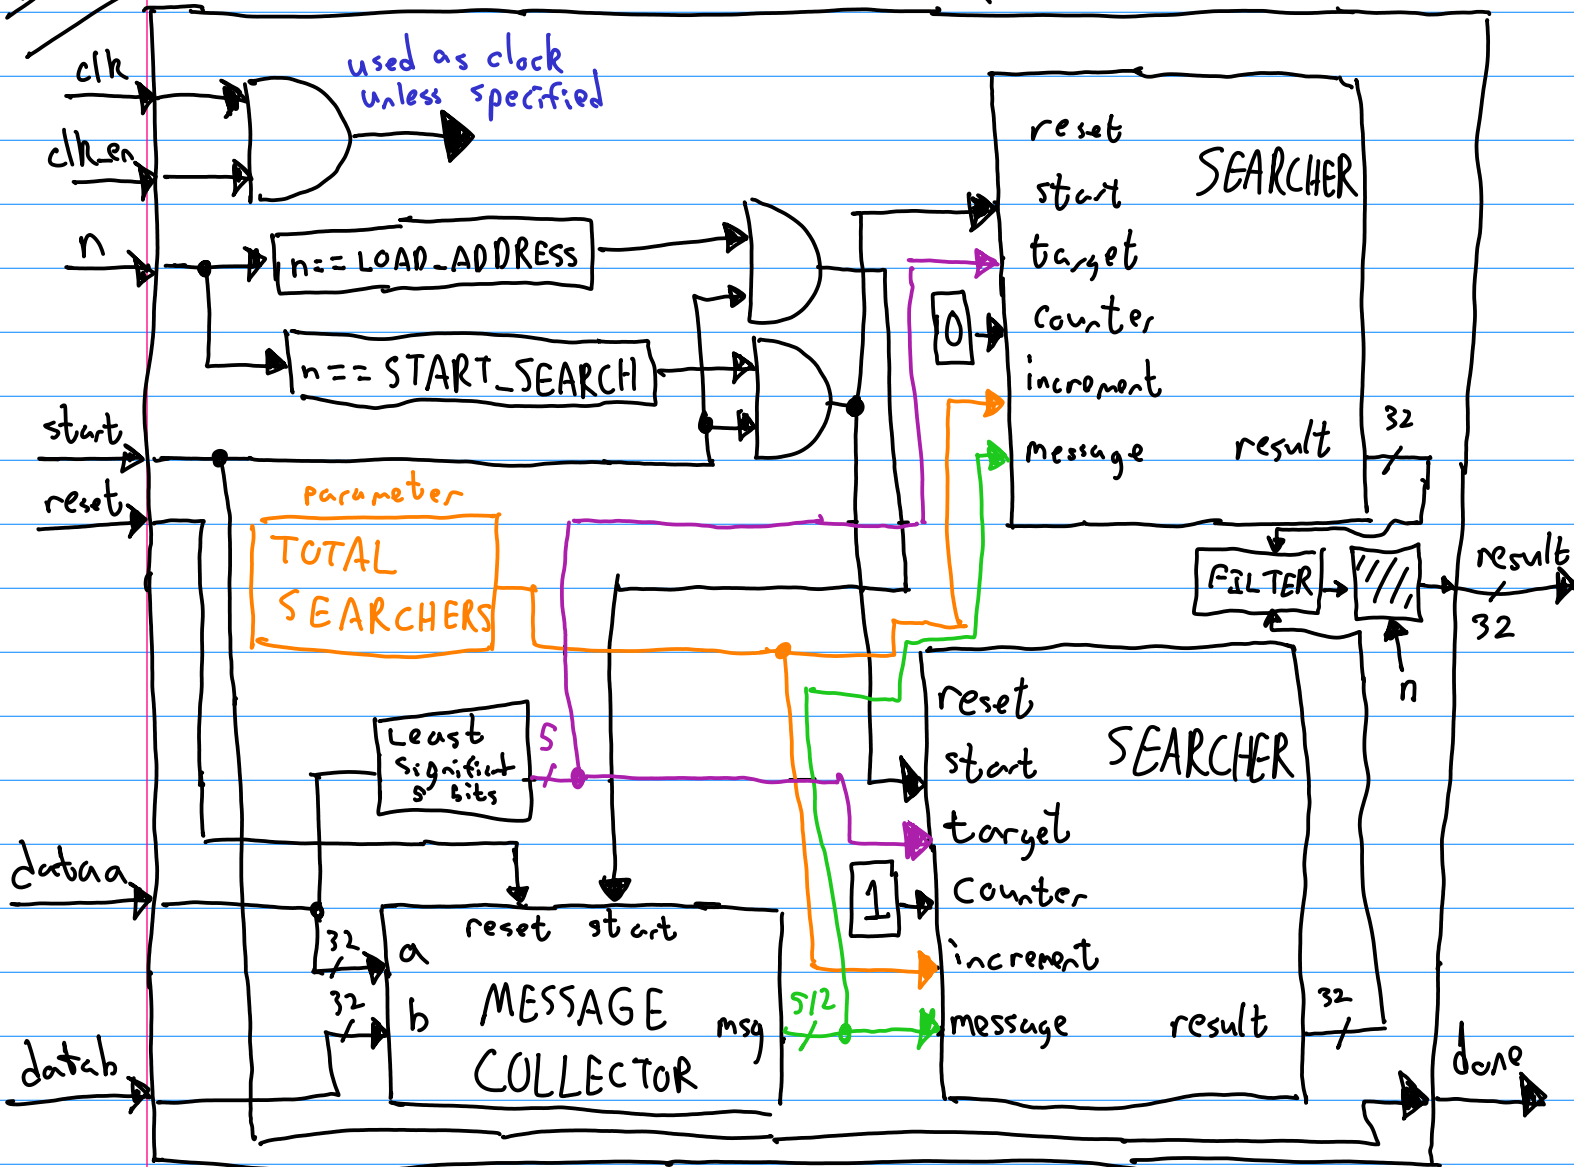 clk
used as clock
unless specified
clk_en
n
n== LOAD_ADDRESS
n== START_SEARCH
start
reset
parameter
TOTAL
SEARCHERS
Least
significant
5 bits
5
dataa
datab
32
32
reset start
a
b
MESSAGE
COLLECTOR
msg
512
SEARCHER
reset
start
target
0
counter
increment
message
result
32
FILTER
n
result
32
SEARCHER
reset
start
target
1
counter
increment
message
result
32
done